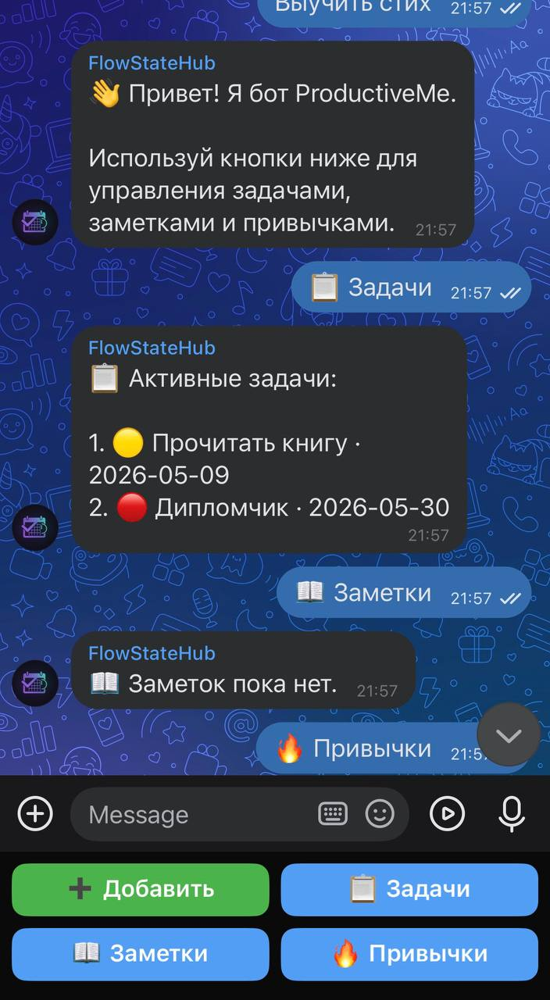 Выучить стих 21:57
FlowStateHub
👋 Привет! Я бот ProductiveMe.
Используй кнопки ниже для
управления задачами,
заметками и привычками. 21:57
📋 Задачи 21:57
FlowStateHub
📋 Активные задачи:
1. 🟡 Прочитать книгу ·
2026-05-09
2. 🔴 Дипломчик · 2026-05-30
21:57
📖 Заметки 21:57
FlowStateHub
📖 Заметок пока нет. 21:57
🔥 Привычки 21:57
Message
➕ Добавить
📋 Задачи
📖 Заметки
🔥 Привычки